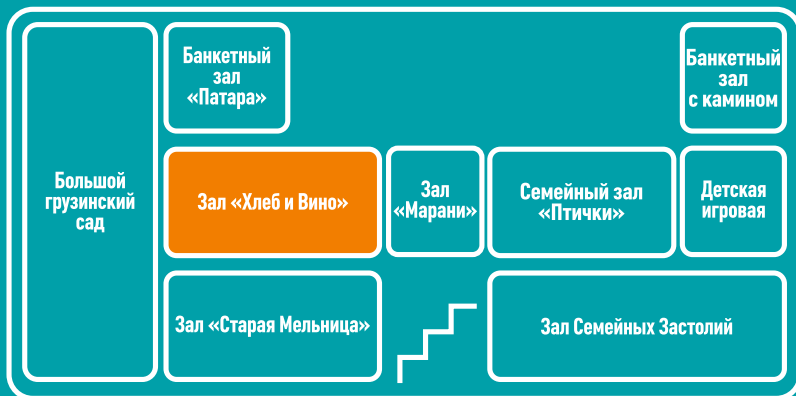 Банкетный
зал
«Патара»
Банкетный
зал
с камином
Большой
грузинский
сад
Зал «Хлеб и Вино»
Зал
«Марани»
Семейный зал
«Птички»
Детская
игровая
Зал «Старая Мельница»
Зал Семейных Застолий